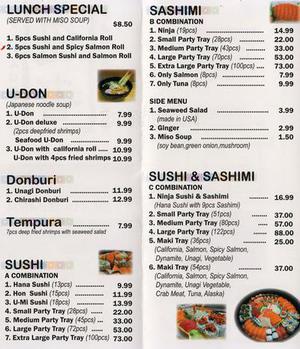 LUNCH SPECIAL
(SERVED WITH MISO SOUP)
$8.50
1. 5pcs Sushi and California Roll
2. 5pcs Sushi and Spicy Salmon Roll
3. 6pcs Salmon Sushi and Salmon Roll
U-DON
(Japanese noodle soup)
1. U-Don 7.99
2. U-Don deluxe 9.99
(2pcs deepfried shrimps)
Seafood U-Don 9.99
3. U-Don with california roll 10.99
U-Don with 4pcs fried shrimps 10.99
Donburi
1. Unagi Donburi 11.99
2. Chirashi Donburi 12.99
Tempura 7.99
7pcs deep fried shrimps with seaweed salad
SUSHI
A COMBINATION
1. Hana Sushi (13pcs) 9.99
2. Hon Sushi (15pcs) 11.99
3. U-Mi Sushi (18pcs) 13.99
4. Small Party Tray (28pcs) 22.00
5. Medium Party Tray (45pcs) 33.00
6. Large Party Tray (72pcs) 53.00
7. Extra Large Party Tray (100pcs) 73.00
SASHIMI
B COMBINATION
1. Ninja (19pcs) 14.99
2. Small Party Tray (28pcs) 22.00
3. Medium Party Tray (43pcs) 33.00
4. Large Party Tray (70pcs) 53.00
5. Extra Large Party Tray (100pcs) 73.00
6. Only Salmon (8pcs) 7.99
7. Only Tuna (8pcs) 9.99
SIDE MENU
1. Seaweed Salad 3.99
(made in USA)
2. Ginger 2.99
3. Miso Soup 1.50
(soy bean,green onion,mushroom)
SUSHI & SASHIMI
C COMBINATION
1. Ninja Sushi & Sashimi 16.99
(Hana Sushi with 9pcs Sashimi)
2. Small Party Tray (51pcs) 37.00
3. Medium Party Tray (80pcs) 57.00
4. Large Party Tray (122pcs) 88.00
5. Maki Tray (36pcs) 25.00
(California, Salmon, Spicy Salmon,
Dynamite, Unagi, Vegetable)
6. Maki Tray (54pcs) 37.00
(California, Salmon, Spicy Salmon,
Dynamite, Unagi, Vegetable,
Crab Meat, Tuna, Alaska)